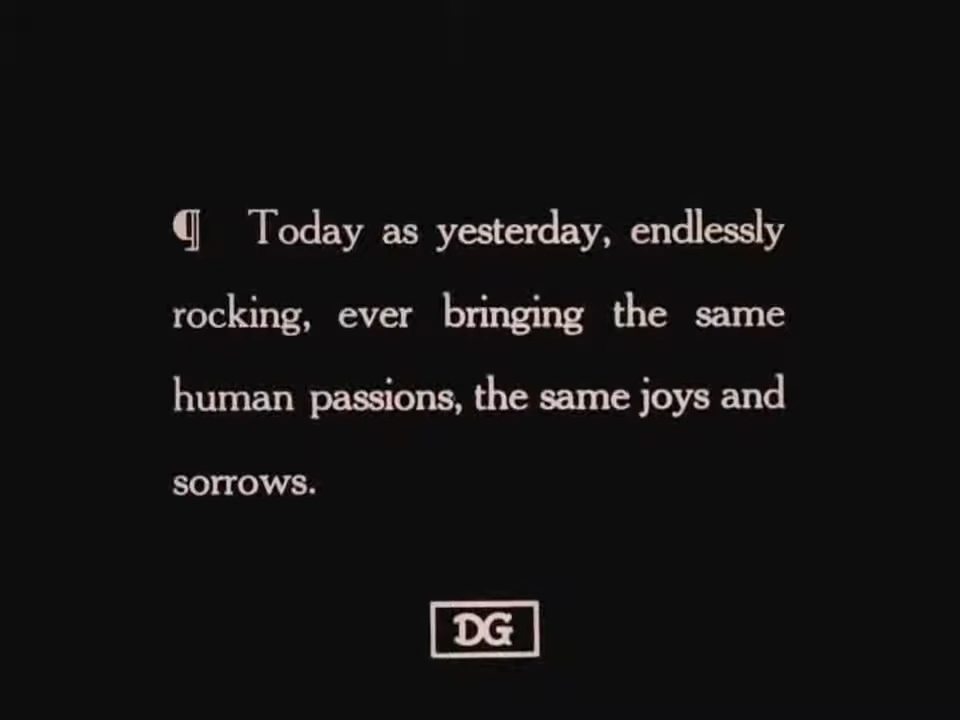 ¶ Today as yesterday, endlessly
rocking, ever bringing the same
human passions, the same joys and
sorrows.
DG